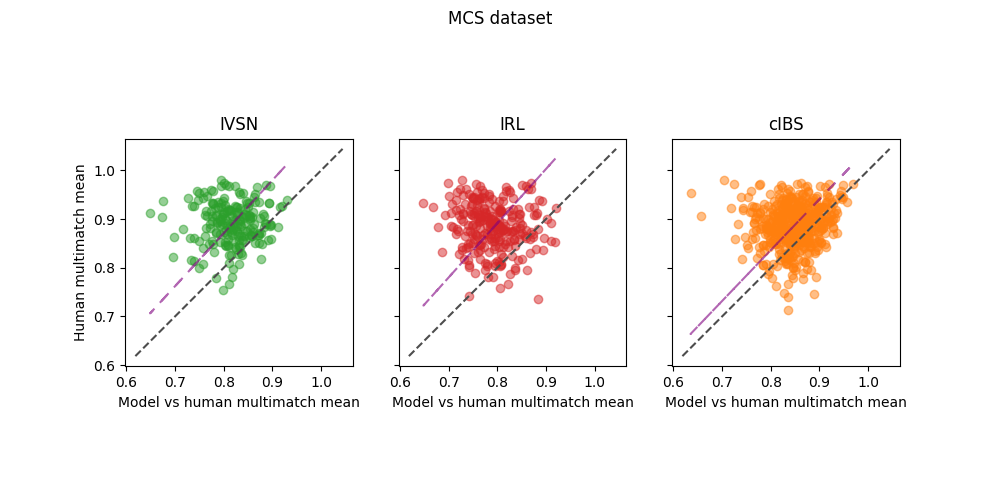 MCS dataset
IVSN
IRL
cIBS
Human multimatch mean
1.0
0.9
0.8
0.7
0.6
0.6 0.7 0.8 0.9 1.0
0.6 0.7 0.8 0.9 1.0
0.6 0.7 0.8 0.9 1.0
Model vs human multimatch mean
Model vs human multimatch mean
Model vs human multimatch mean